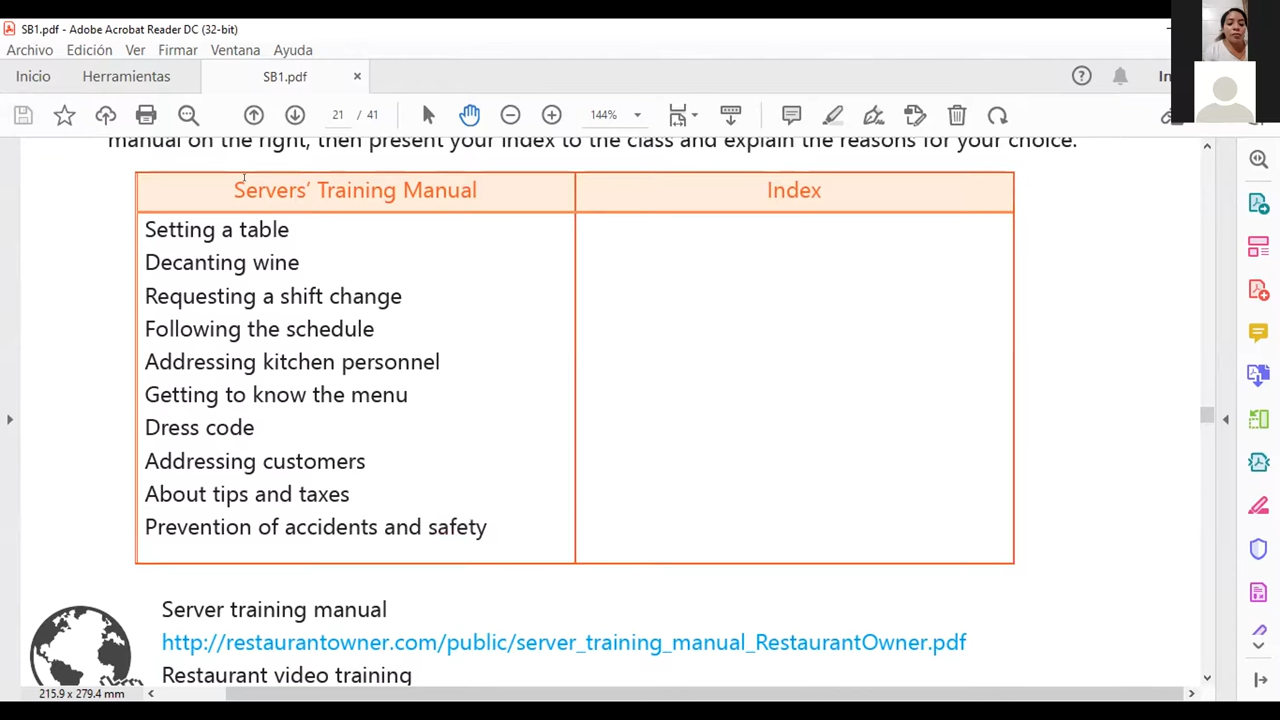 SB1.pdf - Adobe Acrobat Reader DC (32-bit)
Archivo Edición Ver Firmar Ventana Ayuda
Inicio Herramientas SB1.pdf × In
21 / 41 144%
manual on the right, then present your index to the class and explain the reasons for your choice.
Servers' Training Manual Index
Setting a table
Decanting wine
Requesting a shift change
Following the schedule
Addressing kitchen personnel
Getting to know the menu
Dress code
Addressing customers
About tips and taxes
Prevention of accidents and safety
Server training manual
http://restaurantowner.com/public/server_training_manual_RestaurantOwner.pdf
Restaurant video training
215.9 x 279.4 mm